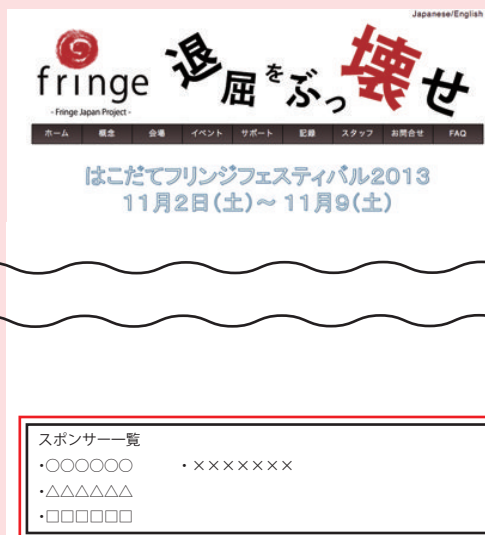 Japanese/English
fringe
- Fringe Japan Project -
退屈をぶっ壊せ
ホーム 概念 会場 イベント サポート 記録 スタッフ お問合せ FAQ
はこだてフリンジフェスティバル2013
11月2日(土)～11月9(土)
スポンサー一覧
・○○○○○○ ・×××××××
・△△△△△△
・□□□□□□